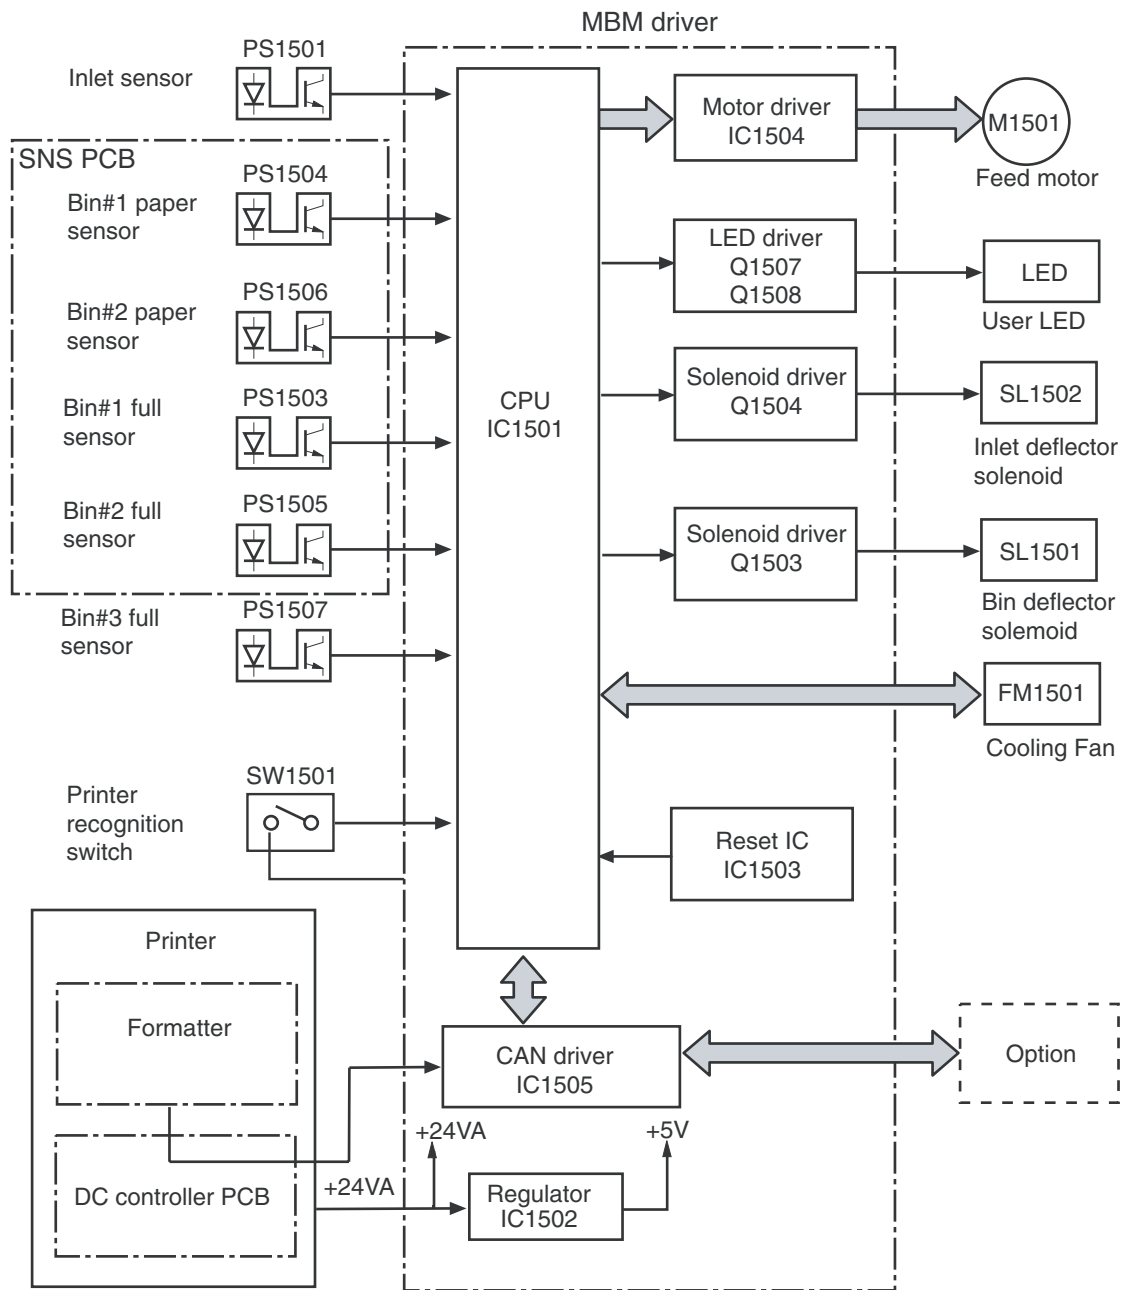 MBM driver
PS1501
Inlet sensor
SNS PCB
PS1504
Bin#1 paper
sensor
PS1506
Bin#2 paper
sensor
PS1503
Bin#1 full
sensor
PS1505
Bin#2 full
sensor
PS1507
Bin#3 full
sensor
SW1501
Printer
recognition
switch
CPU
IC1501
Motor driver
IC1504
M1501
Feed motor
LED driver
Q1507
Q1508
LED
User LED
Solenoid driver
Q1504
SL1502
Inlet deflector
solenoid
Solenoid driver
Q1503
SL1501
Bin deflector
solemoid
FM1501
Cooling Fan
Reset IC
IC1503
Printer
Formatter
DC controller PCB
CAN driver
IC1505
Option
+24VA
+24VA
+5V
Regulator
IC1502